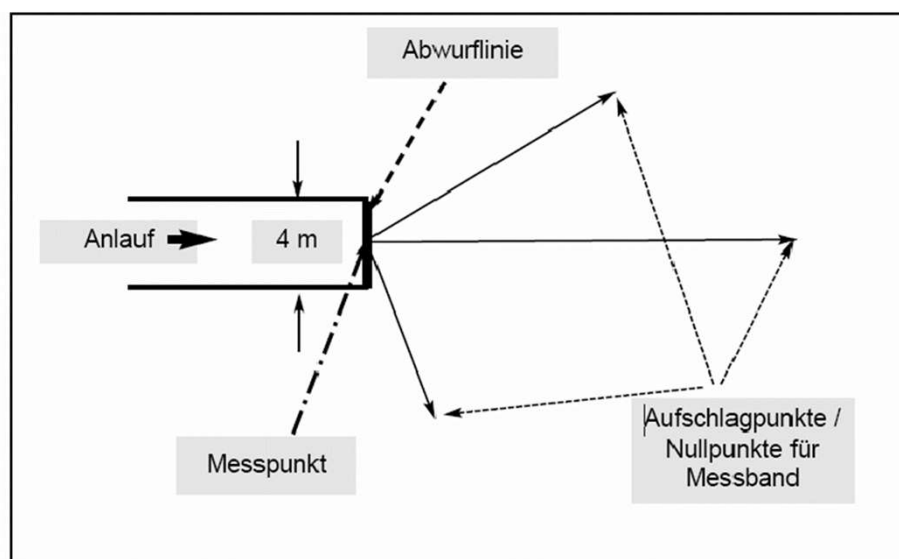 Abwurflinie
Anlauf
4 m
Messpunkt
Aufschlagpunkte /
Nullpunkte für
Messband